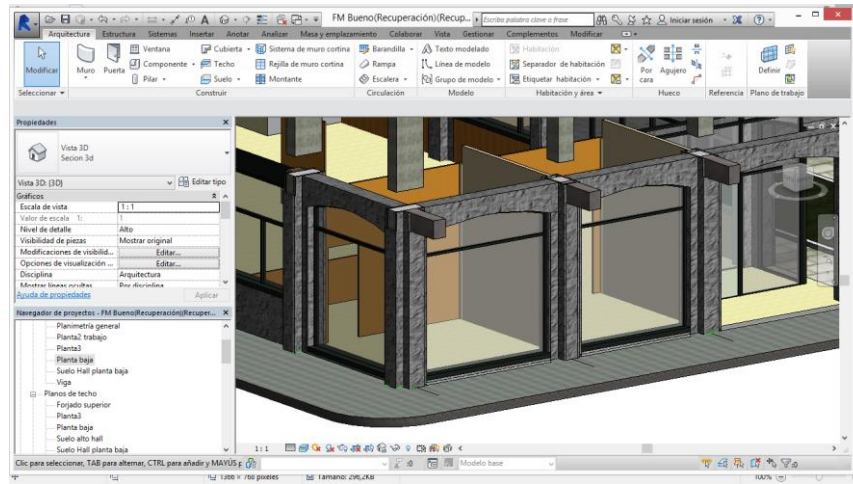 FM Bueno(Recuperación)(Recup...
Escriba palabra clave o frase
Iniciar sesión
Arquitectura Estructura Sistemas Insertar Anotar Analizar Masa y emplazamiento Colaborar Vista Gestionar Complementos Modificar
Modificar
Muro
Puerta
Ventana
Componente
Pilar
Cubierta
Techo
Suelo
Sistema de muro cortina
Rejilla de muro cortina
Montante
Barandilla
Rampa
Escalera
Texto modelado
Línea de modelo
Grupo de modelo
Habitación
Separador de habitación
Etiquetar habitación
Por cara
Agujero
Definir
Seleccionar Construir Circulación Modelo Habitación y área Hueco Referencia Plano de trabajo
Propiedades
Vista 3D
Secion 3d
Vista 3D: {3D} Editar tipo
Gráficos
Escala de vista 1 : 1
Valor de escala 1: 1
Nivel de detalle Alto
Visibilidad de piezas Mostrar original
Modificaciones de visibilid... Editar...
Opciones de visualización ... Editar...
Disciplina Arquitectura
Mostrar líneas ocultas Por disciplina
Ayuda de propiedades Aplicar
Navegador de proyectos - FM Bueno(Recuperación)(Recuper...
Planimetría general
Planta2 trabajo
Planta3
Planta baja
Suelo Hall planta baja
Viga
Planos de techo
Forjado superior
Planta3
Planta baja
Suelo alto hall
Suelo Hall planta baja
1:1
Clic para seleccionar, TAB para alternar, CTRL para añadir y MAYÚS p
:0
Modelo base
:0
1366 × 768 píxeles
Tamaño: 296,2KB
100%